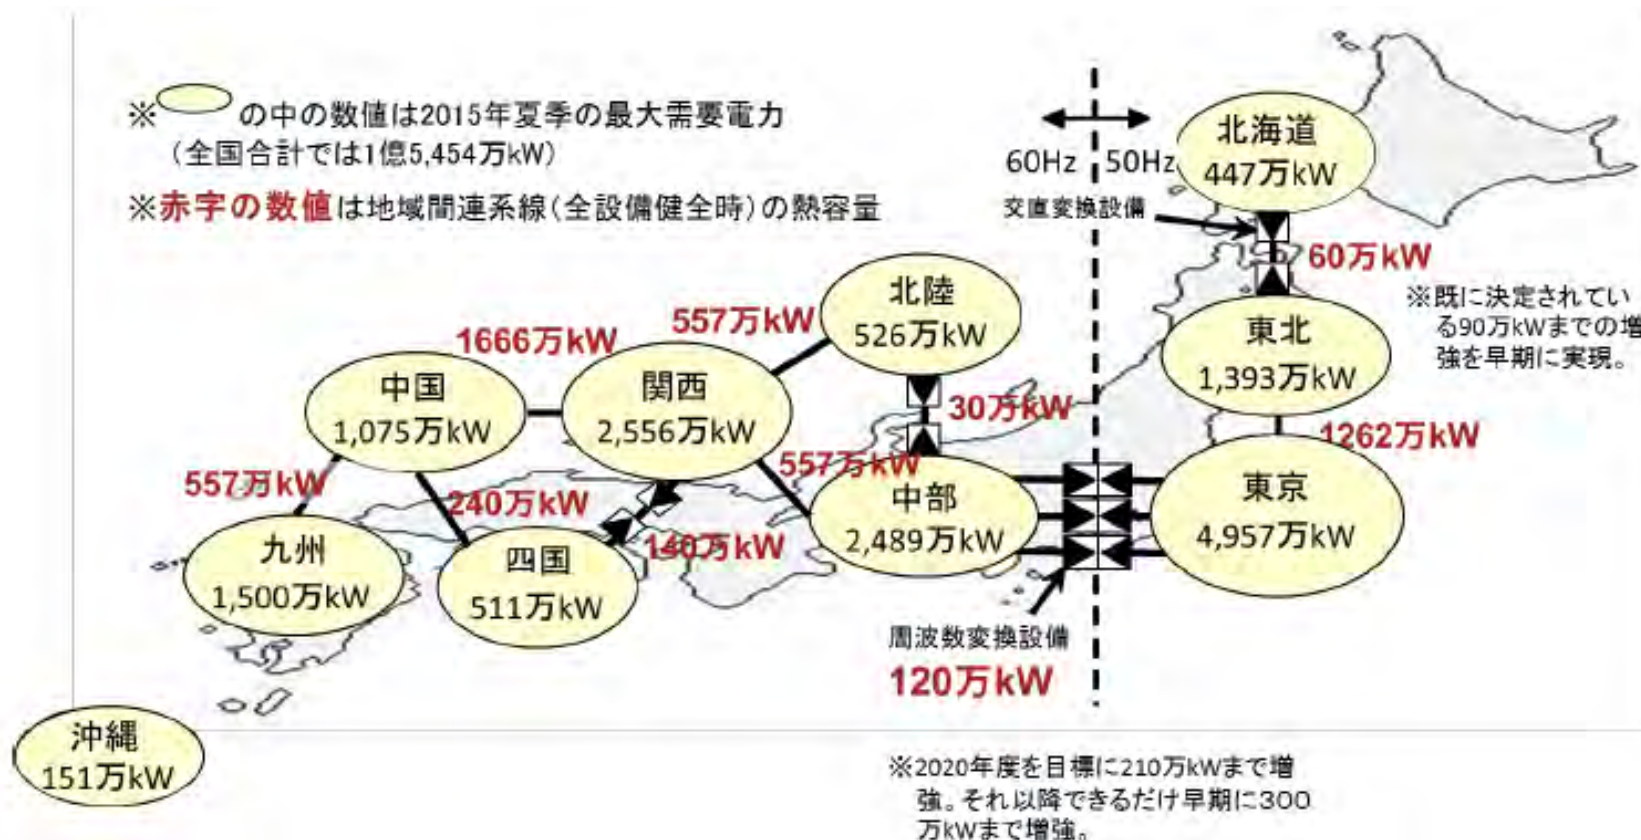 ※ の中の数値は2015年夏季の最大需要電力
(全国合計では1億5,454万kW)
※赤字の数値は地域間連系線(全設備健全時)の熱容量
60Hz
50Hz
交直変換設備
北海道
447万kW
60万kW
※既に決定されてい
る90万kWまでの増
強を早期に実現。
東北
1,393万kW
1262万kW
東京
4,957万kW
北陸
526万kW
557万kW
30万kW
1666万kW
関西
2,556万kW
557万kW
中部
2,489万kW
中国
1,075万kW
557万kW
240万kW
140万kW
九州
1,500万kW
四国
511万kW
周波数変換設備
120万kW
沖縄
151万kW
※2020年度を目標に210万kWまで増
強。それ以降できるだけ早期に300
万kWまで増強。